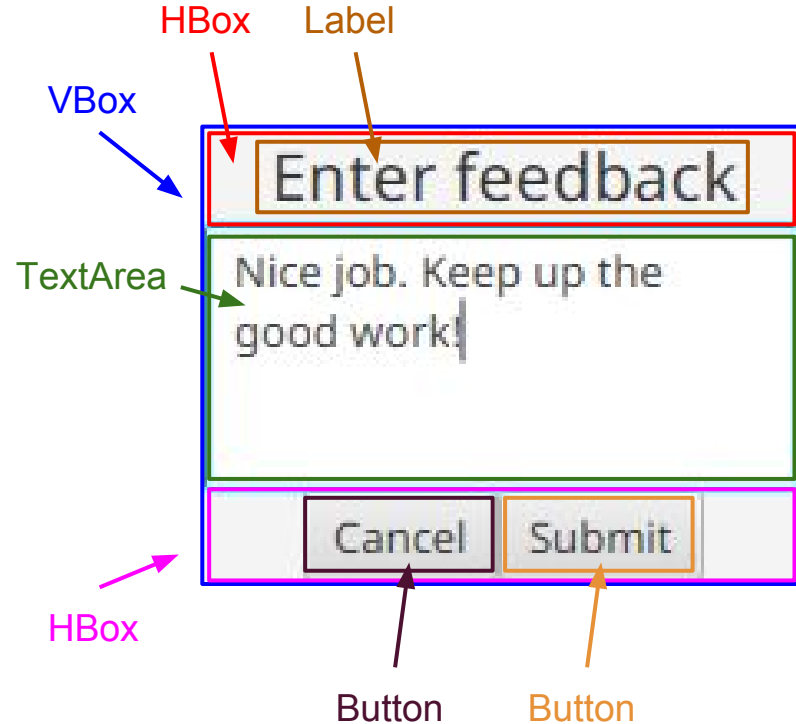 HBox Label
VBox
Enter feedback
TextArea
Nice job. Keep up the
good work!
Cancel Submit
HBox
Button Button